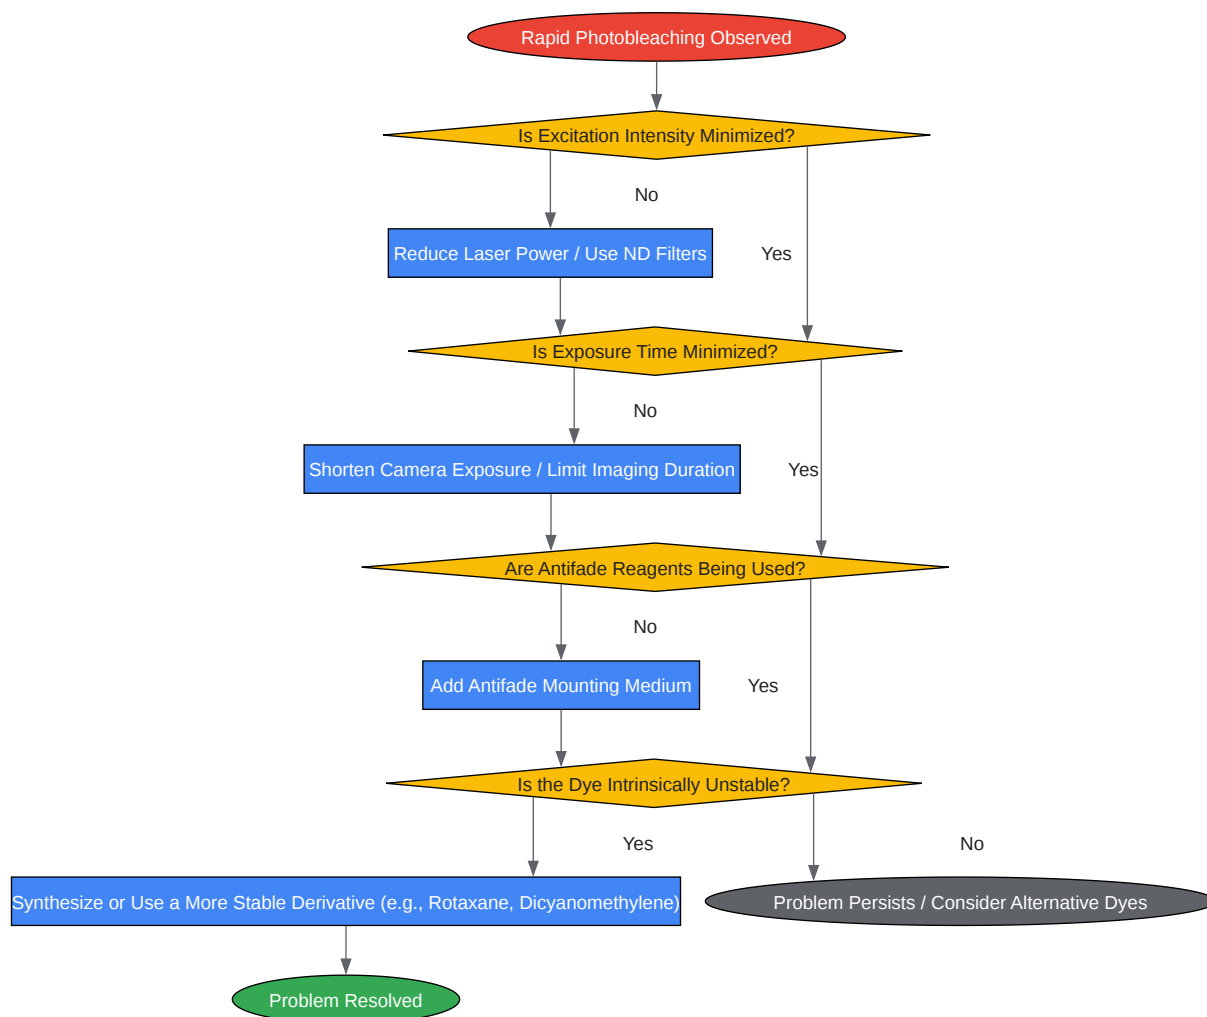 Rapid Photobleaching Observed
Is Excitation Intensity Minimized?
No
Reduce Laser Power / Use ND Filters
Yes
Is Exposure Time Minimized?
No
Shorten Camera Exposure / Limit Imaging Duration
Yes
Are Antifade Reagents Being Used?
No
Add Antifade Mounting Medium
Yes
Is the Dye Intrinsically Unstable?
Yes
No
Synthesize or Use a More Stable Derivative (e.g., Rotaxane, Dicyanomethylene)
Problem Persists / Consider Alternative Dyes
Problem Resolved